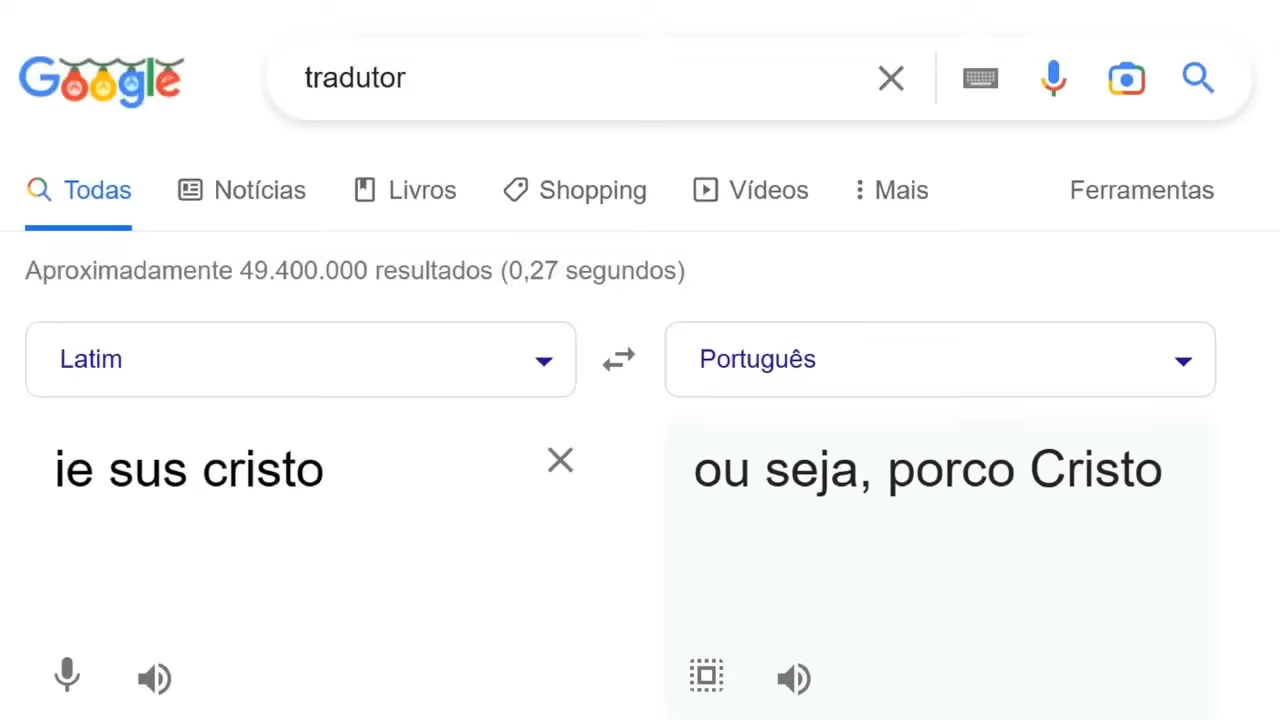 Google
tradutor
Todas Notícias Livros Shopping Vídeos Mais Ferramentas
Aproximadamente 49.400.000 resultados (0,27 segundos)
Latim Português
ie sus cristo ou seja, porco Cristo